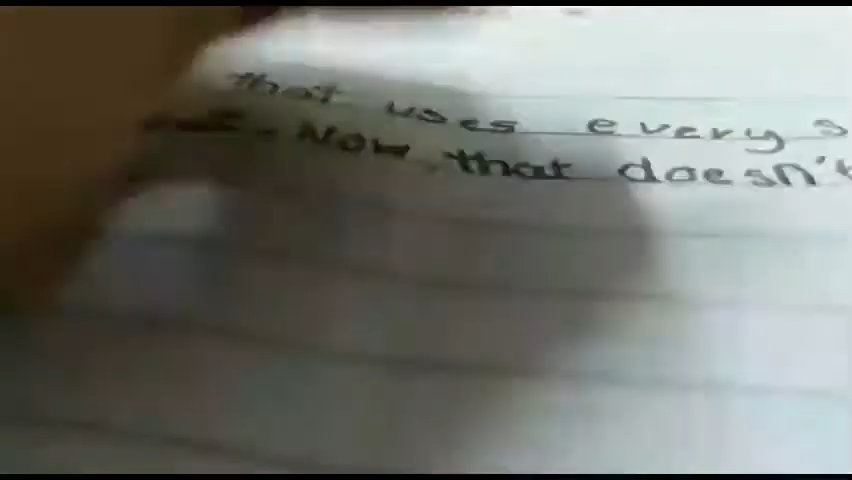 that uses every s
. Now, that doesn't